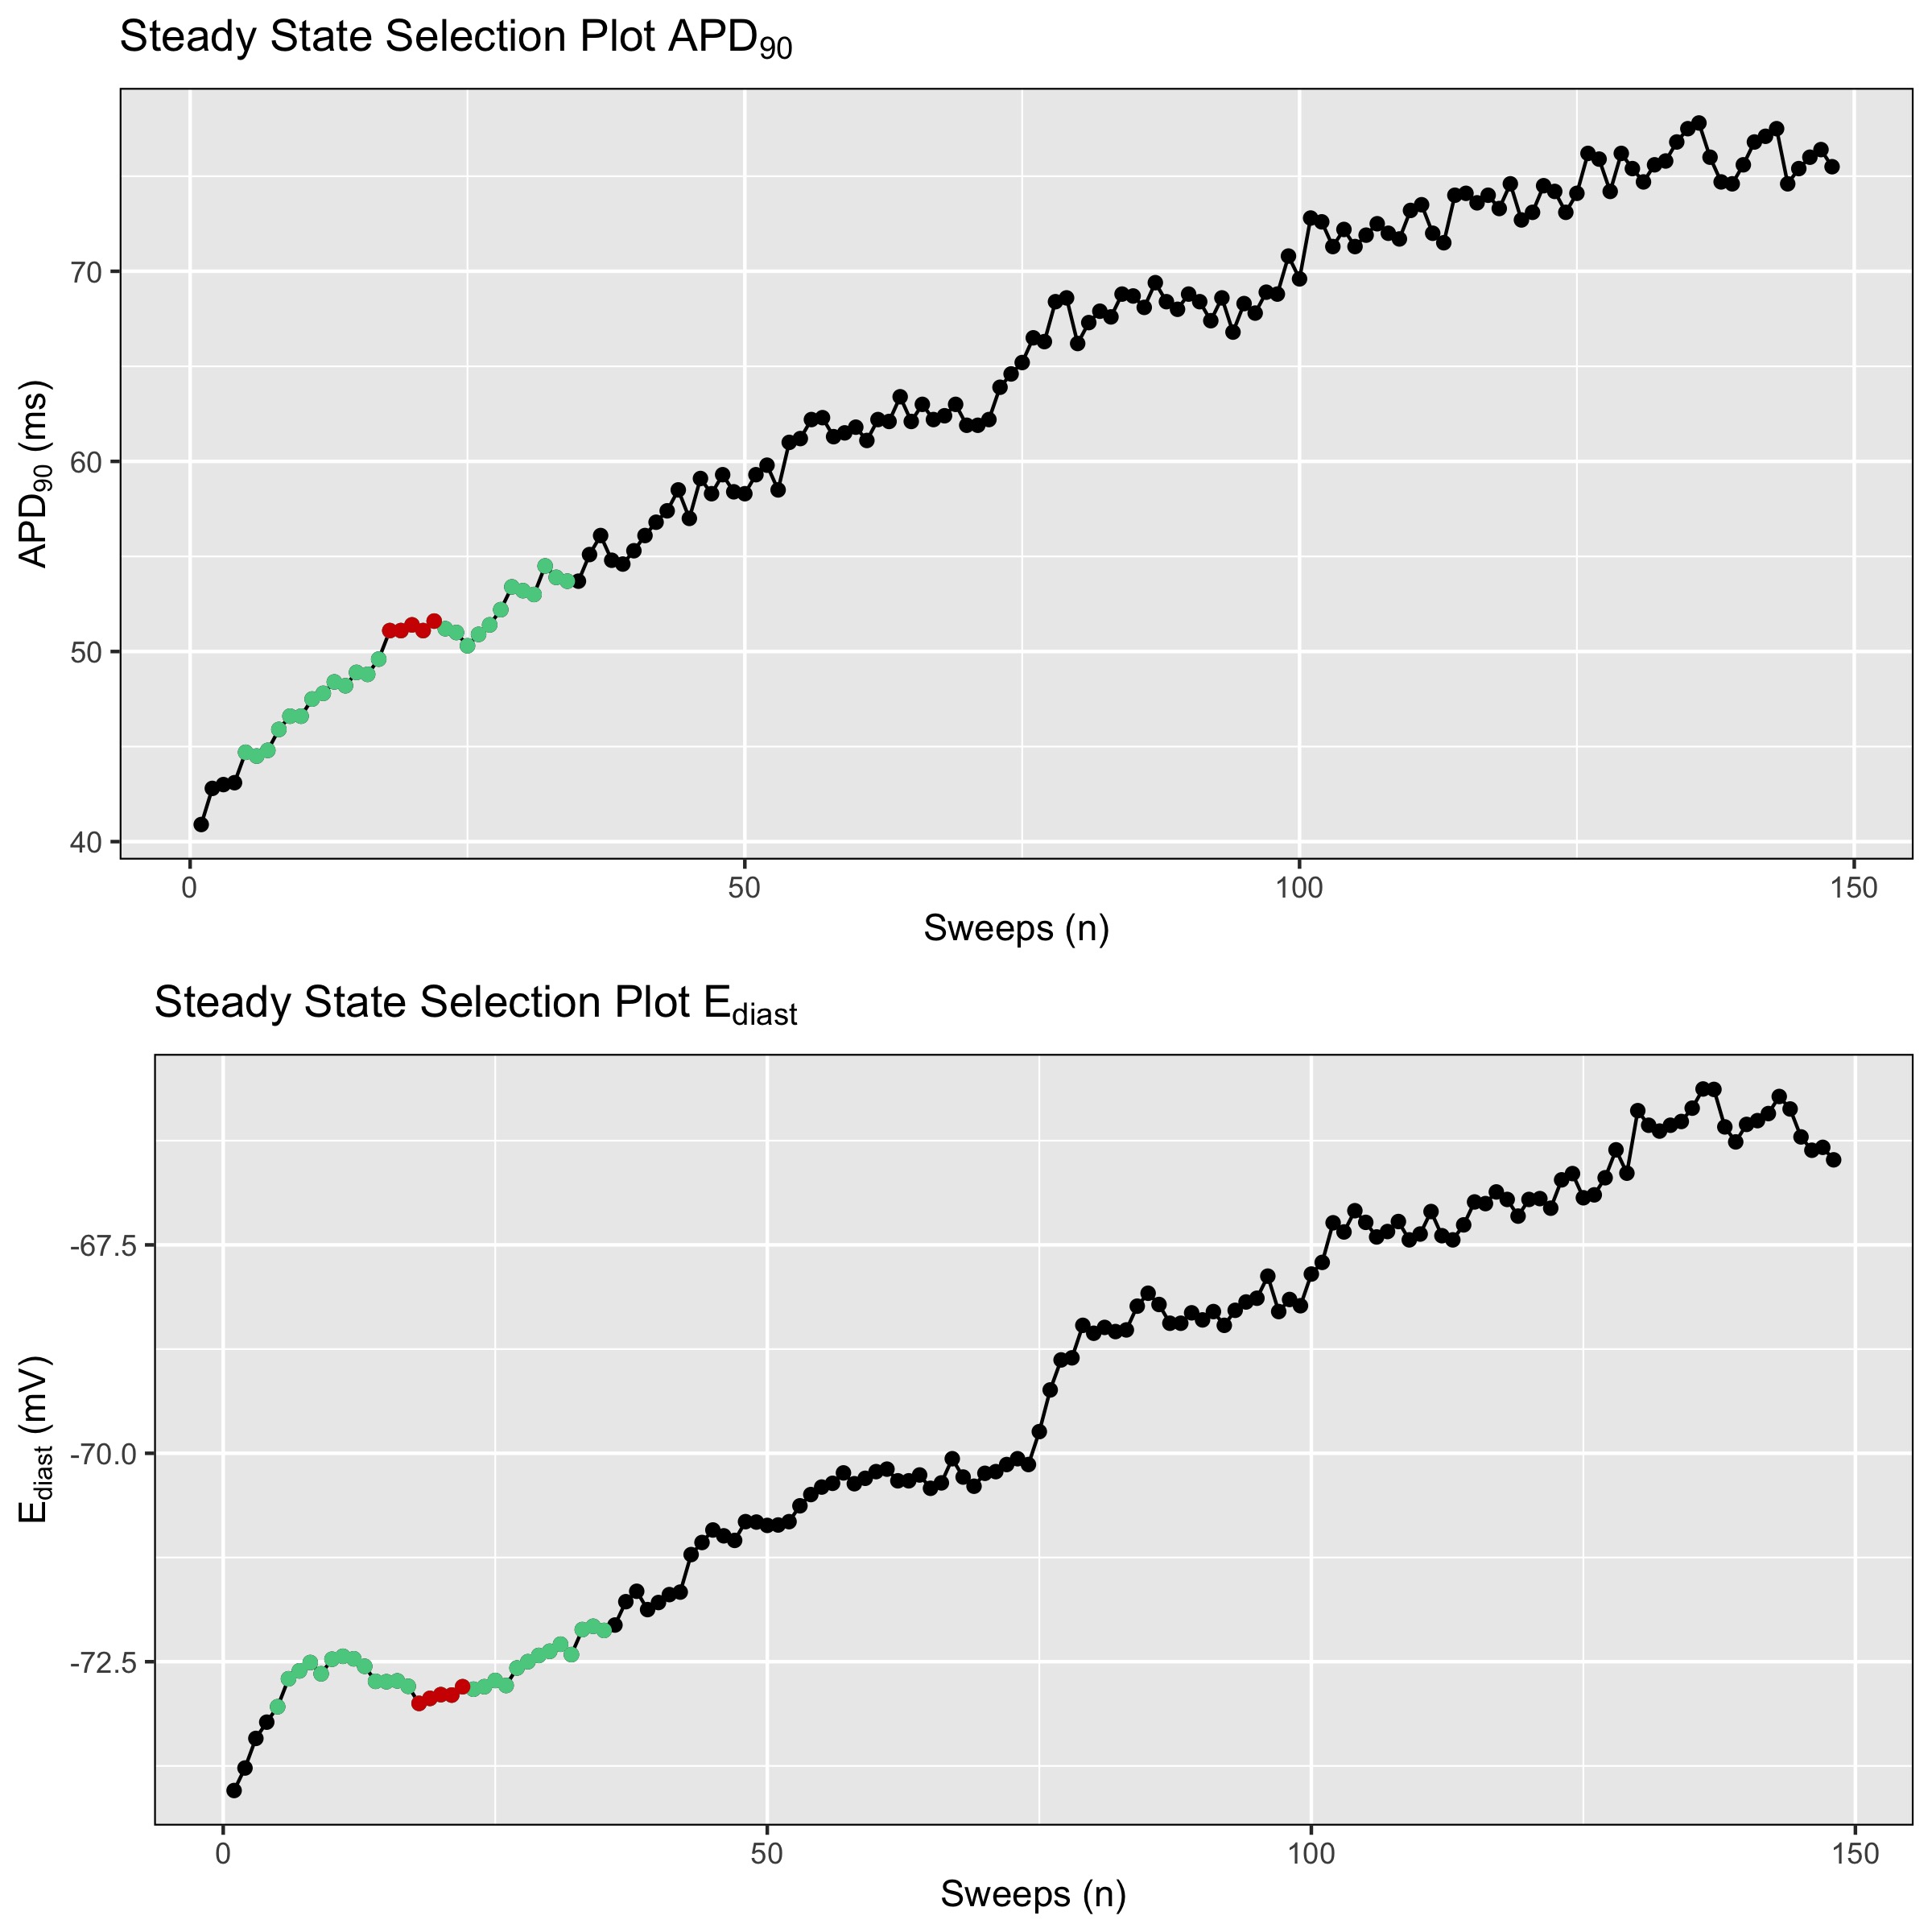 Steady State Selection Plot APD90
APD90 (ms)
70
60
50
40
0 50 100 150
Sweeps (n)
Steady State Selection Plot Ediast
Ediast (mV)
-67.5
-70.0
-72.5
0 50 100 150
Sweeps (n)